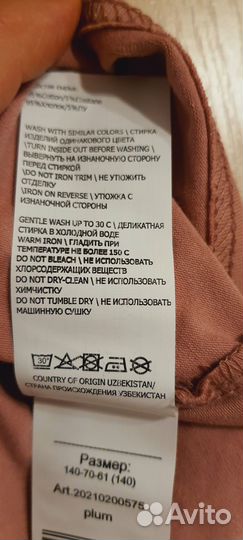 WASH WITH SIMILAR COLORS \ СТИРКА
ИЗДЕЛИЯ ОДИНАКОВОГО ЦВЕТА
\TURN INSIDE OUT BEFORE WASHING \
ВЫВЕРНУТЬ НА ИЗНАНОЧНУЮ СТОРОНУ
ПЕРЕД СТИРКОЙ
\DO NOT IRON TRIM \ НЕ УТЮЖИТЬ
ОТДЕЛКУ
\IRON ON REVERSE \ УТЮЖКА С
ИЗНАНОЧНОЙ СТОРОНЫ
GENTLE WASH UP TO 30 C \ ДЕЛИКАТНАЯ
СТИРКА В ХОЛОДНОЙ ВОДЕ
WARM IRON\ ГЛАДИТЬ ПРИ
ТЕМПЕРАТУРЕ НЕ БОЛЕЕ 150 С
DO NOT BLEACH \ НЕ ИСПОЛЬЗОВАТЬ
ХЛОРСОДЕРЖАЩИХ ВЕЩЕСТВ
DO NOT DRY-CLEAN \ НЕ ИСПОЛЬЗОВАТЬ
ХИМЧИСТКУ
DO NOT TUMBLE DRY \ НЕ ИСПОЛЬЗОВАТЬ
МАШИННУЮ СУШКУ
30°
COUNTRY OF ORIGIN UZBEKISTAN/
СТРАНА ПРОИСХОЖДЕНИЯ УЗБЕКИСТАН
Размер:
140-70-61 (140)
Art.20210200575
plum
Avito